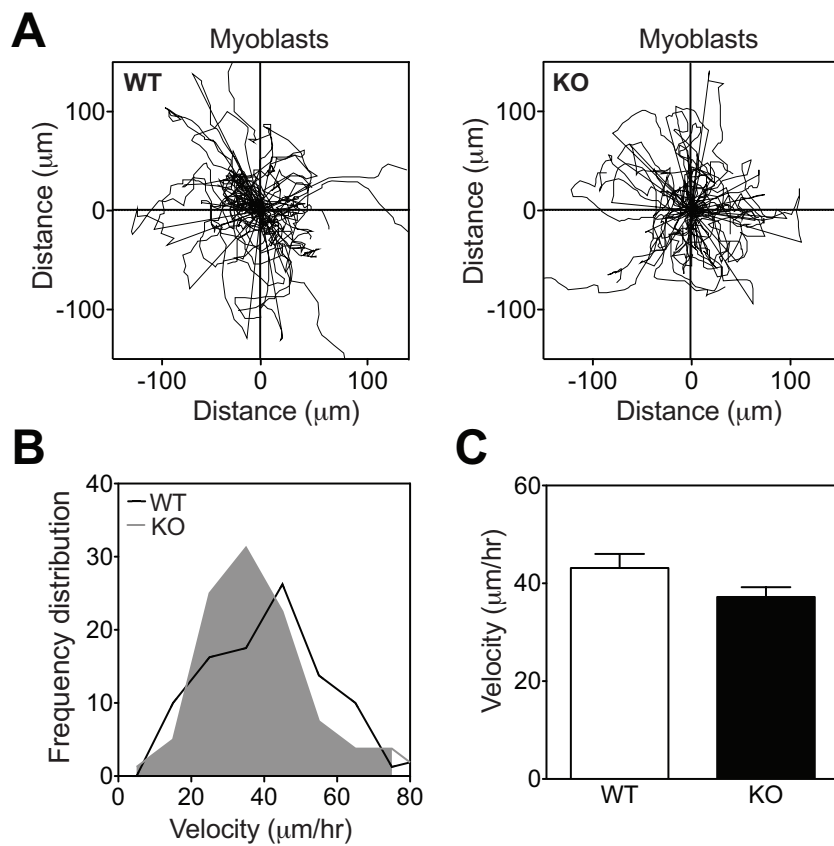 A
Myoblasts
WT
Distance (μm)
100
0
-100
-100
0
100
Distance (μm)
Myoblasts
KO
Distance (μm)
100
0
-100
-100
0
100
Distance (μm)
B
Frequency distribution
40
30
20
10
0
WT
KO
0
20
40
60
80
Velocity (μm/hr)
C
Velocity (μm/hr)
60
40
20
0
WT
KO